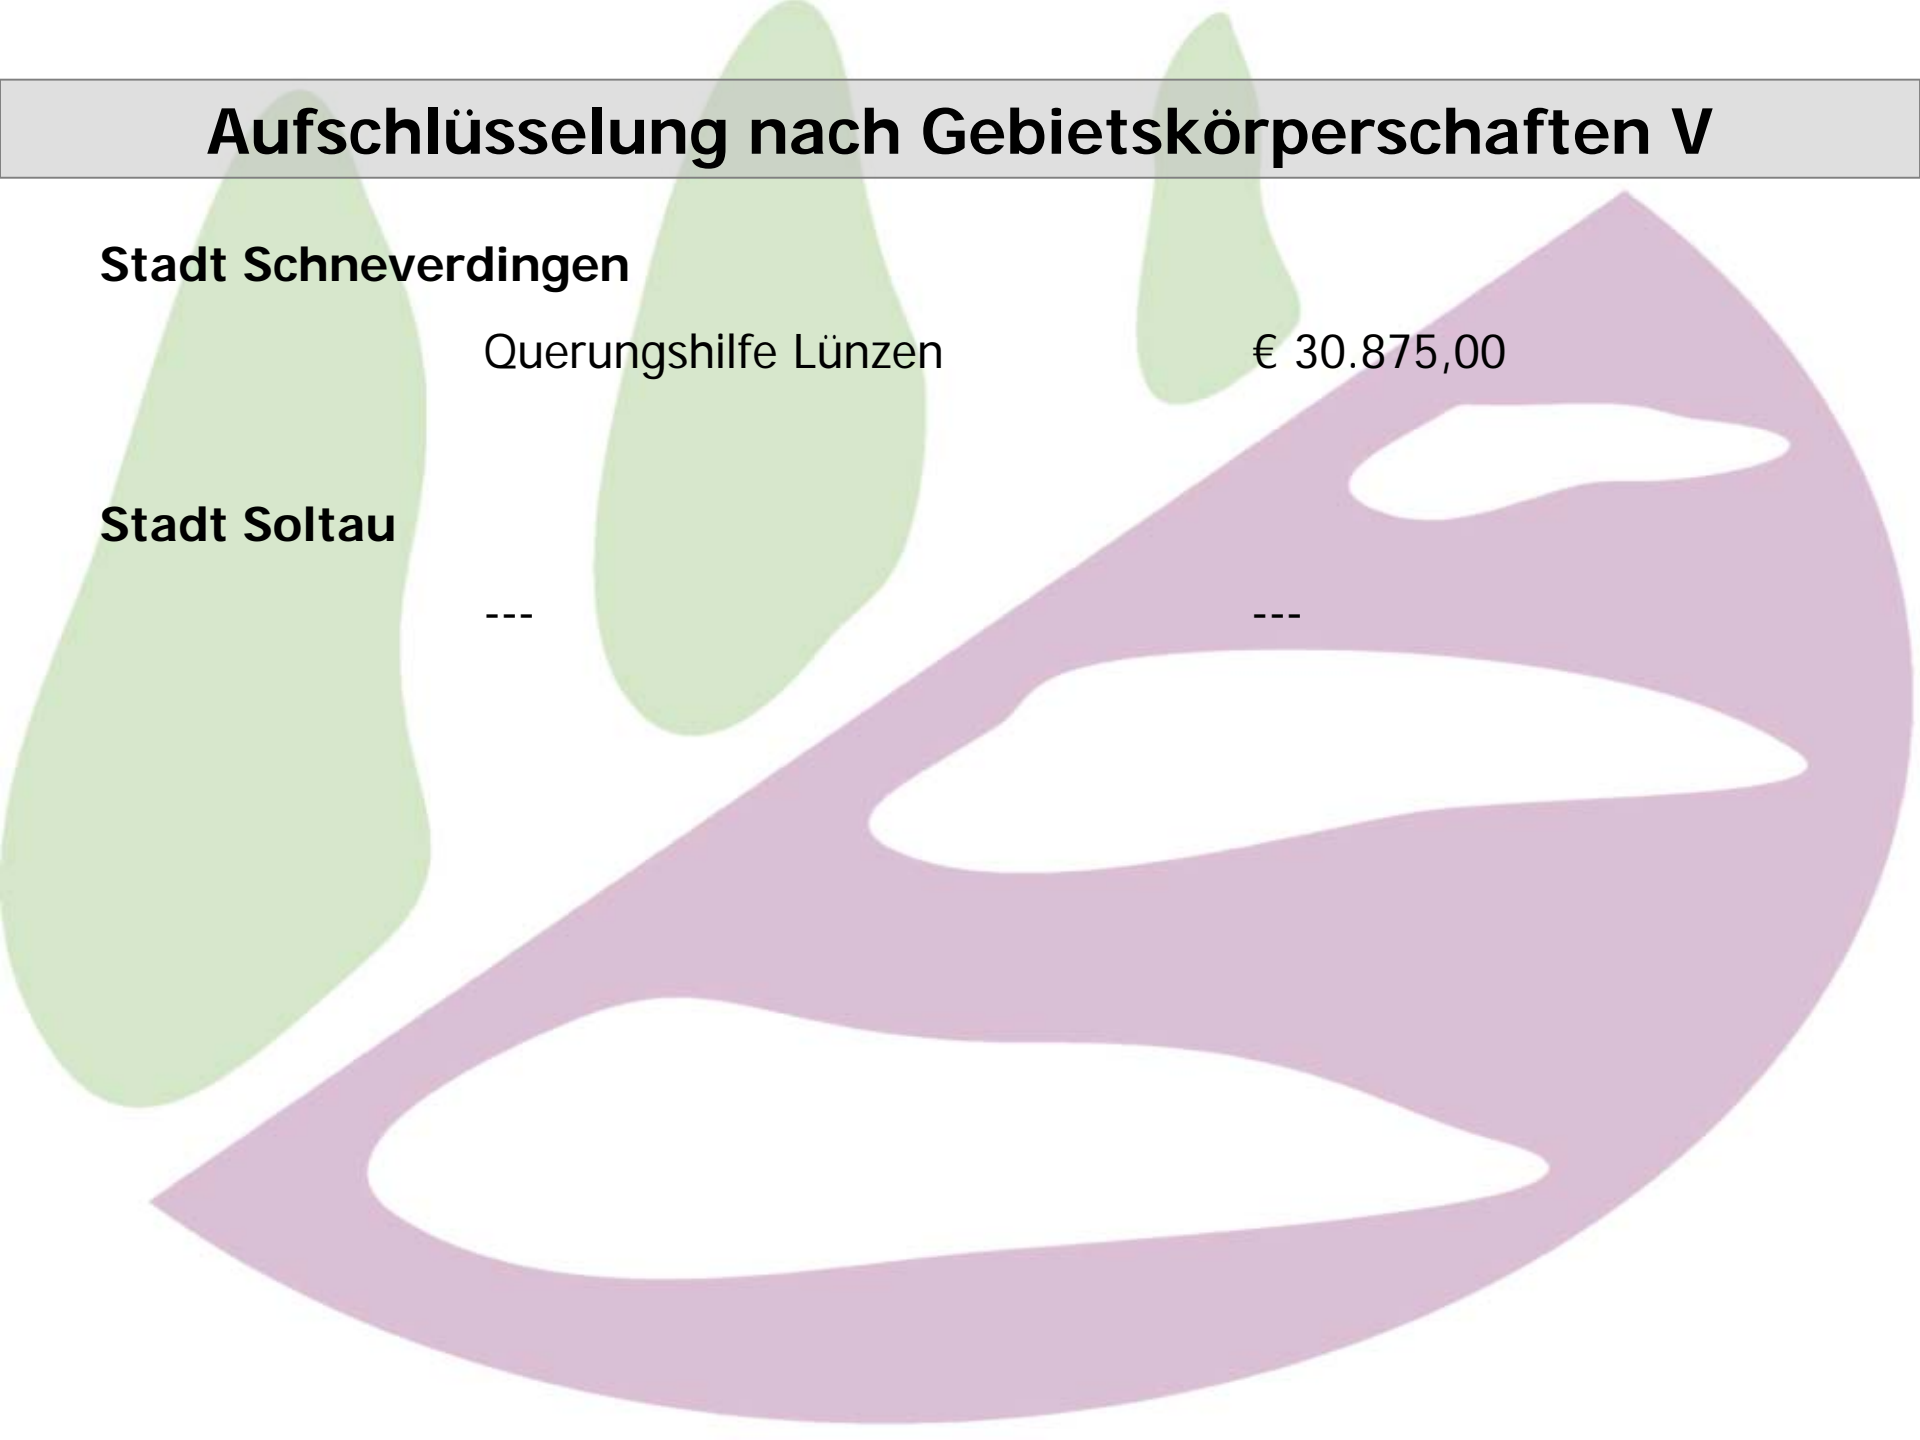 Aufschlüsselung nach Gebietskörperschaften V
Stadt Schneverdingen
Querungshilfe Lünzen € 30.875,00
Stadt Soltau
--- ---